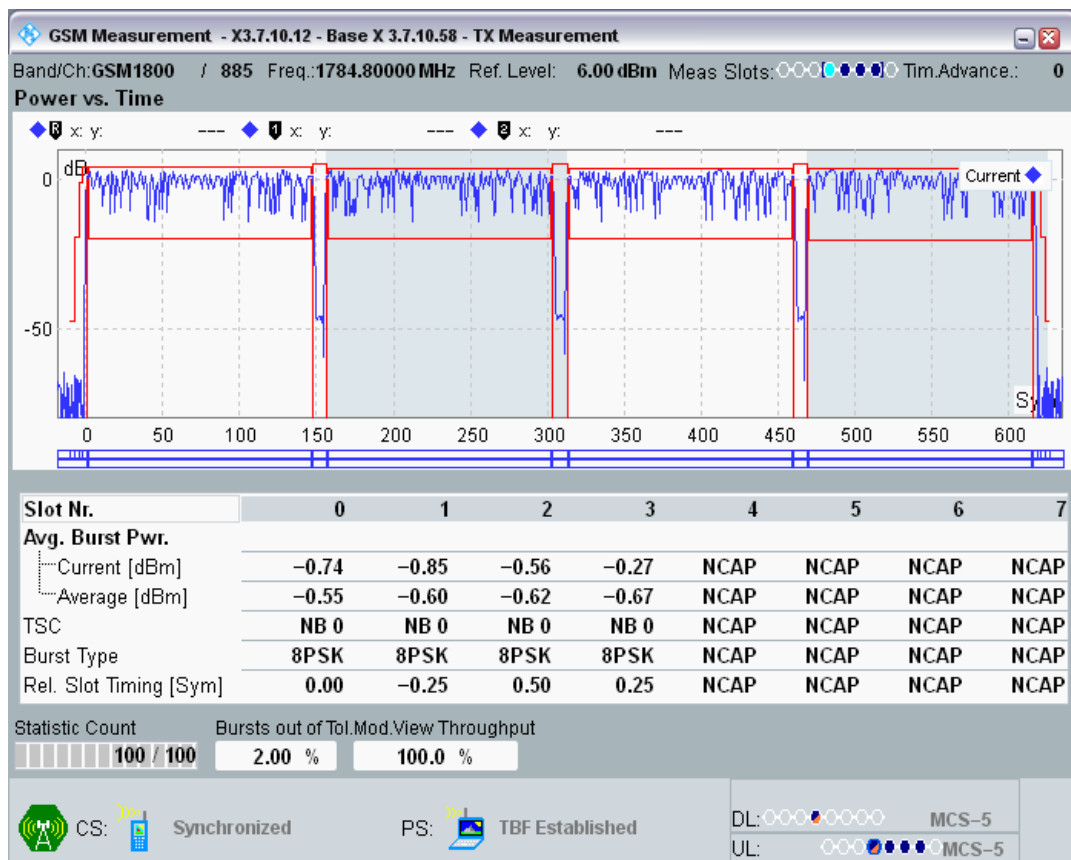 GSM Measurement - X3.7.10.12 - Base X 3.7.10.58 - TX Measurement
Band/Ch:GSM1800 / 885 Freq.:1784.80000 MHz Ref. Level: 6.00 dBm Meas Slots: Tim.Advance.: 0
Power vs. Time
R x: y: --- 1 x: y: --- 2 x: y: ---
dB
Current
0
-50
Sy
0 50 100 150 200 250 300 350 400 450 500 550 600
Slot Nr. 0 1 2 3 4 5 6 7
Avg. Burst Pwr.
Current [dBm] −0.74 −0.85 −0.56 −0.27 NCAP NCAP NCAP NCAP
Average [dBm] −0.55 −0.60 −0.62 −0.67 NCAP NCAP NCAP NCAP
TSC NB 0 NB 0 NB 0 NB 0 NCAP NCAP NCAP NCAP
Burst Type 8PSK 8PSK 8PSK 8PSK NCAP NCAP NCAP NCAP
Rel. Slot Timing [Sym] 0.00 −0.25 0.50 0.25 NCAP NCAP NCAP NCAP
Statistic Count Bursts out of Tol.Mod.View Throughput
100 / 100 2.00 % 100.0 %
CS: Synchronized PS: TBF Established
DL: MCS−5
UL: MCS−5